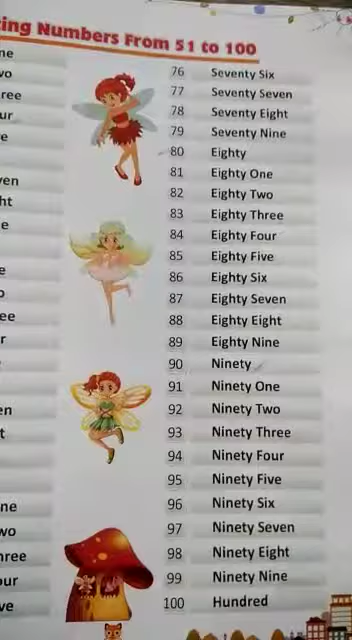 ting Numbers From 51 to 100
ne
wo
ree
ur
e
ven
ht
e
e
o
ee
r
en
t
ne
wo
hree
our
ve
76 Seventy Six
77 Seventy Seven
78 Seventy Eight
79 Seventy Nine
80 Eighty
81 Eighty One
82 Eighty Two
83 Eighty Three
84 Eighty Four
85 Eighty Five
86 Eighty Six
87 Eighty Seven
88 Eighty Eight
89 Eighty Nine
90 Ninety
91 Ninety One
92 Ninety Two
93 Ninety Three
94 Ninety Four
95 Ninety Five
96 Ninety Six
97 Ninety Seven
98 Ninety Eight
99 Ninety Nine
100 Hundred